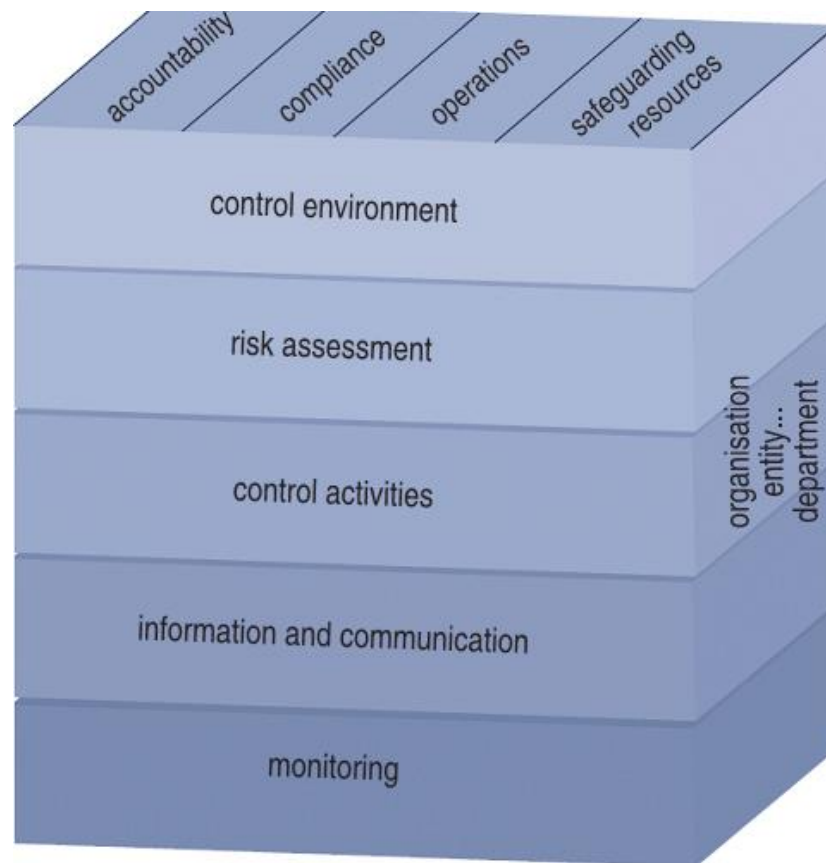 accountability
compliance
operations
safeguarding
resources
control environment
risk assessment
control activities
information and communication
monitoring
organisation
entity...
department